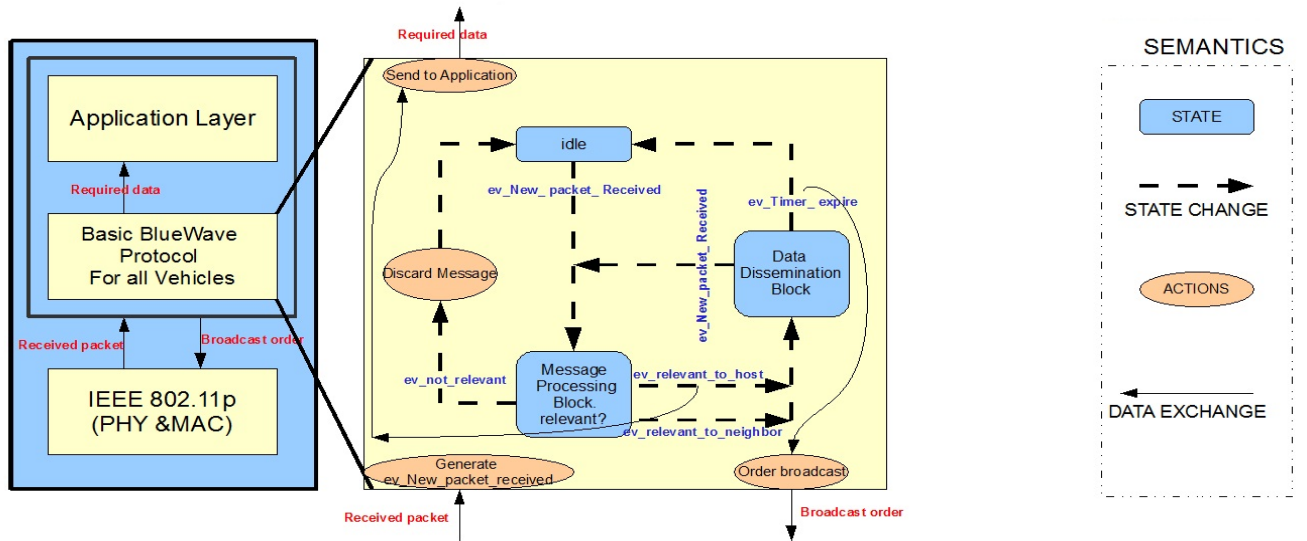 Application Layer
Required data
Basic BlueWave
Protocol
For all Vehicles
Received packet
Broadcast order
IEEE 802.11p
(PHY &MAC)
Required data
Send to Application
idle
ev_New_ packet_ Received
ev_Timer_ expire
ev_New_packet_ Received
Discard Message
Data
Dissemination
Block
Message
Processing
Block.
relevant?
ev_not_relevant
ev_relevant_to_host
ev_relevant_to_neighbor
Generate
ev_New_packet_received
Order broadcast
Received packet
Broadcast order
SEMANTICS
STATE
STATE CHANGE
ACTIONS
DATA EXCHANGE